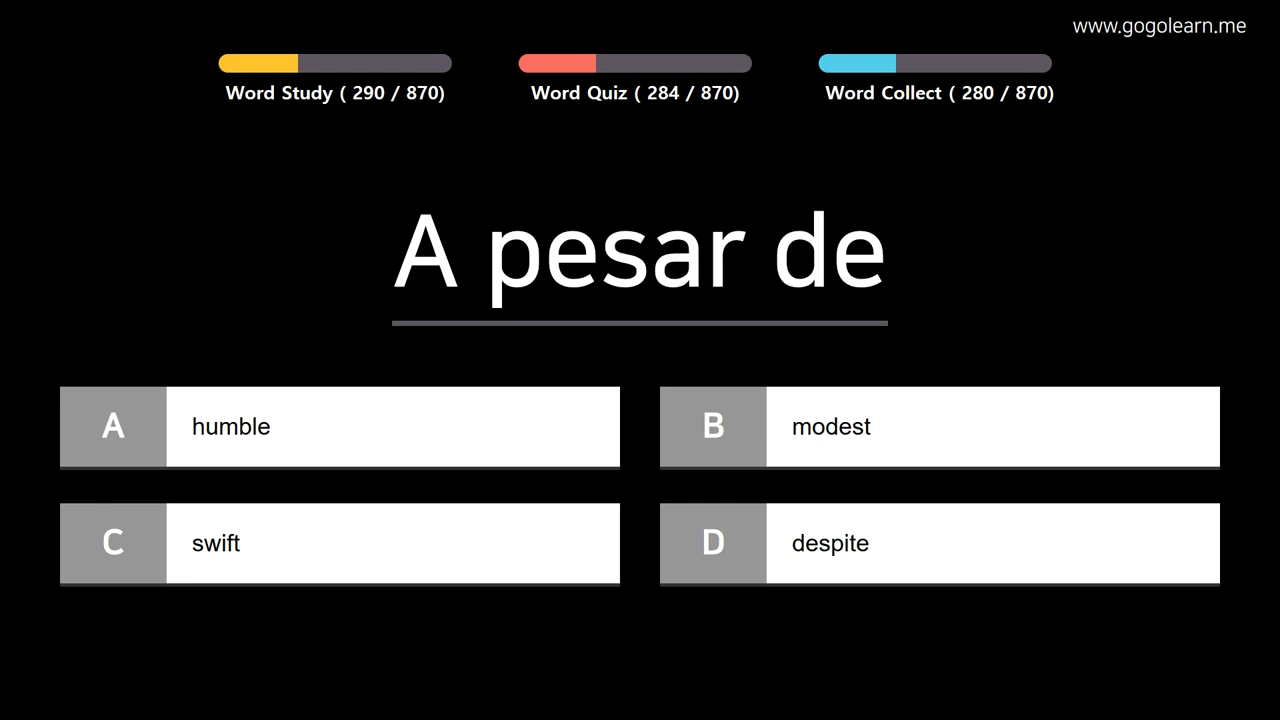 www.gogolearn.me
Word Study ( 290 / 870)
Word Quiz ( 284 / 870)
Word Collect ( 280 / 870)
A pesar de
A humble
B modest
C swift
D despite